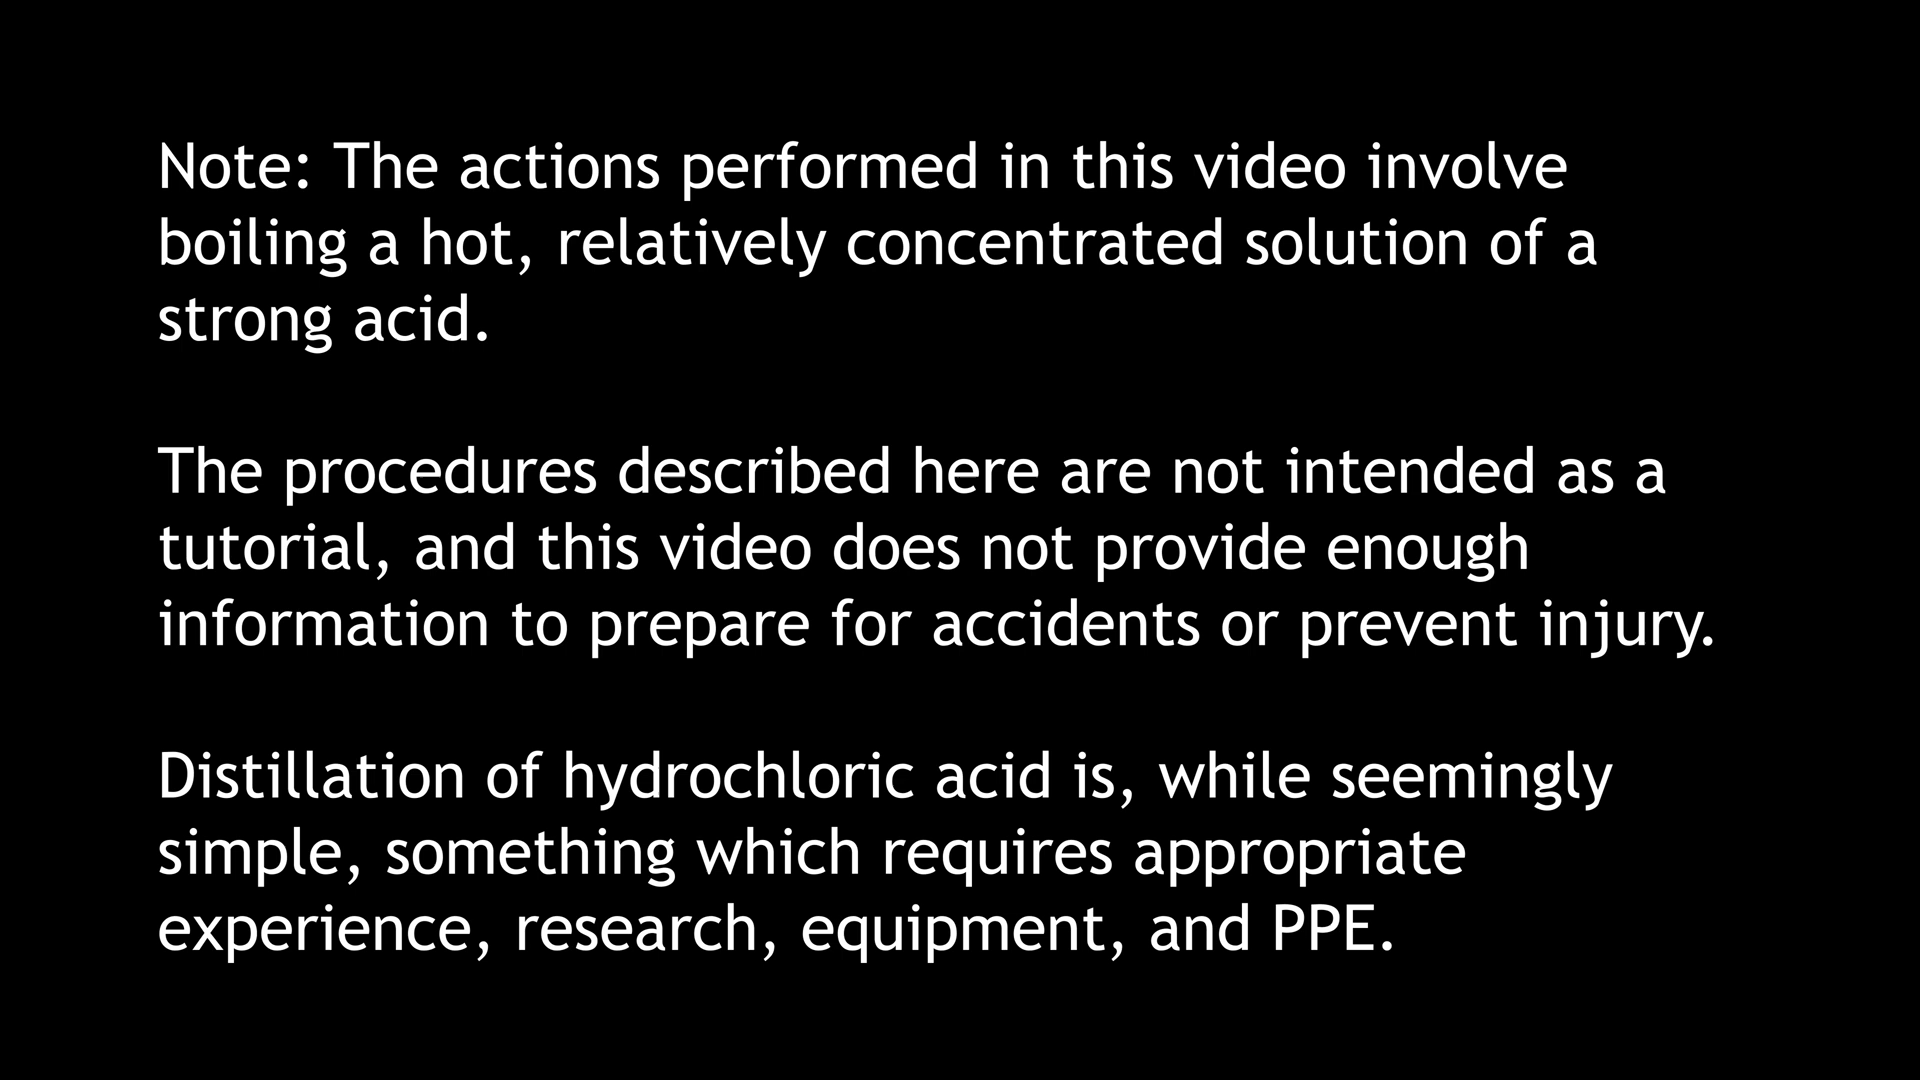 Note: The actions performed in this video involve
boiling a hot, relatively concentrated solution of a
strong acid.
The procedures described here are not intended as a
tutorial, and this video does not provide enough
information to prepare for accidents or prevent injury.
Distillation of hydrochloric acid is, while seemingly
simple, something which requires appropriate
experience, research, equipment, and PPE.